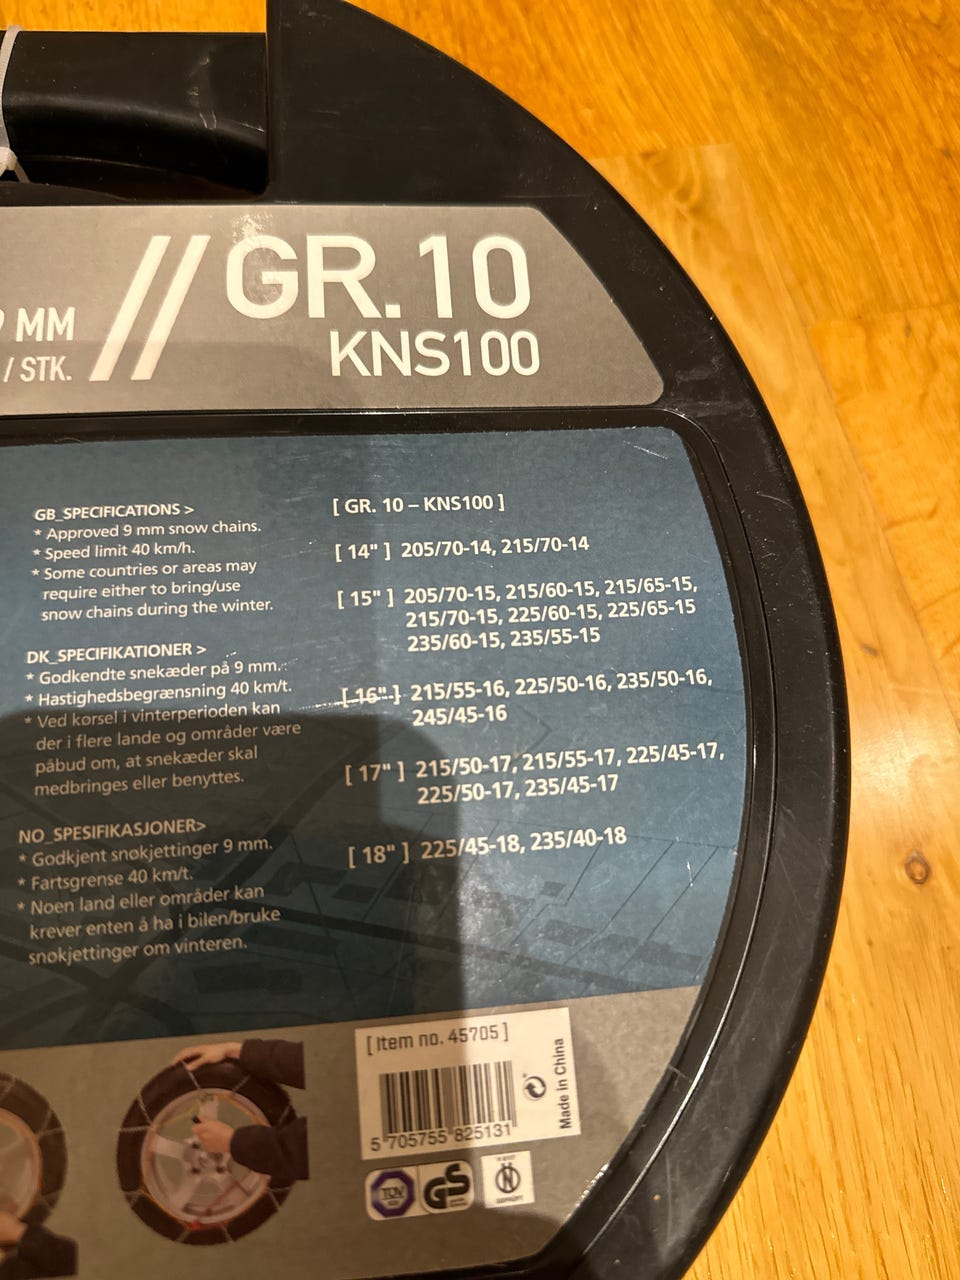 MM
/ STK.
// GR.10
KNS100
GB_SPECIFICATIONS >
* Approved 9 mm snow chains.
* Speed limit 40 km/h.
* Some countries or areas may
require either to bring/use
snow chains during the winter.
DK_SPECIFIKATIONER >
* Godkendte snekæder på 9 mm.
* Hastighedsbegrænsning 40 km/t.
* Ved kørsel i vinterperioden kan
der i flere lande og områder være
påbud om, at snekæder skal
medbringes eller benyttes.
NO_SPESIFIKASJONER>
* Godkjent snøkjettinger 9 mm.
* Fartsgrense 40 km/t.
* Noen land eller områder kan
krever enten å ha i bilen/bruke
snøkjettinger om vinteren.
[ GR. 10 – KNS100 ]
[ 14" ] 205/70-14, 215/70-14
[ 15" ] 205/70-15, 215/60-15, 215/65-15,
215/70-15, 225/60-15, 225/65-15
235/60-15, 235/55-15
[ 16" ] 215/55-16, 225/50-16, 235/50-16,
245/45-16
[ 17" ] 215/50-17, 215/55-17, 225/45-17,
225/50-17, 235/45-17
[ 18" ] 225/45-18, 235/40-18
[ Item no. 45705 ]
5 705755 825131
Made in China
TÜV
GS